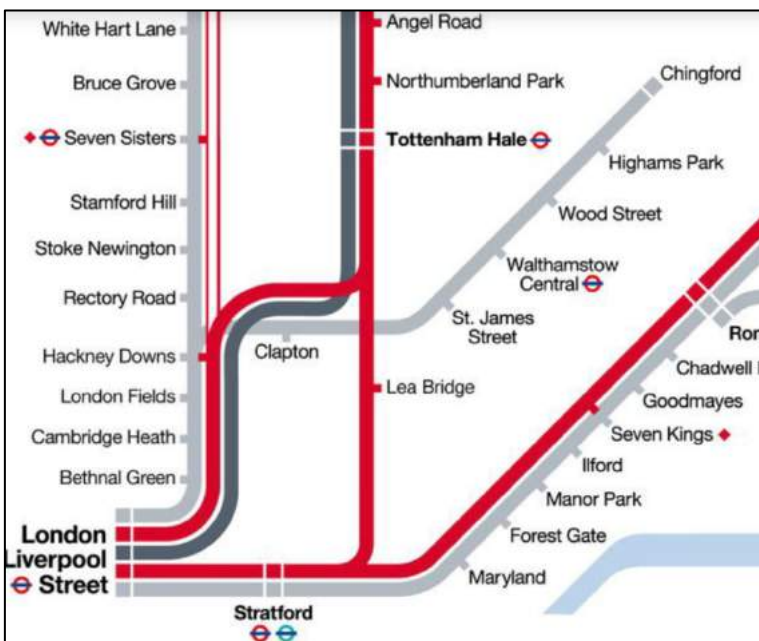 White Hart Lane
Bruce Grove
Seven Sisters
Stamford Hill
Stoke Newington
Rectory Road
Hackney Downs
London Fields
Cambridge Heath
Bethnal Green
London
Liverpool
Street
Stratford
Angel Road
Northumberland Park
Tottenham Hale
Clapton
Lea Bridge
Chingford
Highams Park
Wood Street
Walthamstow
Central
St. James
Street
Chadwell
Goodmayes
Seven Kings
Ilford
Manor Park
Forest Gate
Maryland